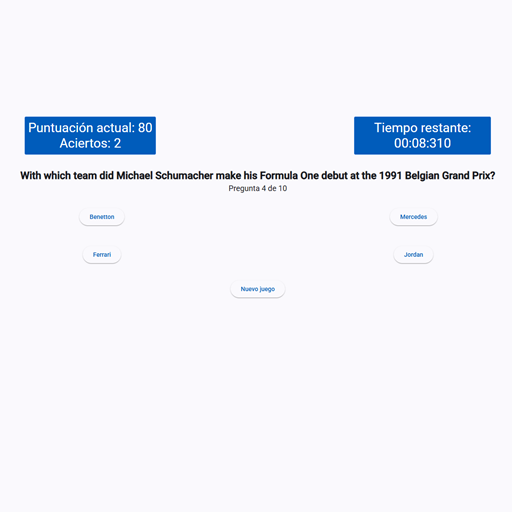 Puntuación actual: 80
Aciertos: 2
Tiempo restante:
00:08:310
With which team did Michael Schumacher make his Formula One debut at the 1991 Belgian Grand Prix?
Pregunta 4 de 10
Benetton
Mercedes
Ferrari
Jordan
Nuevo juego